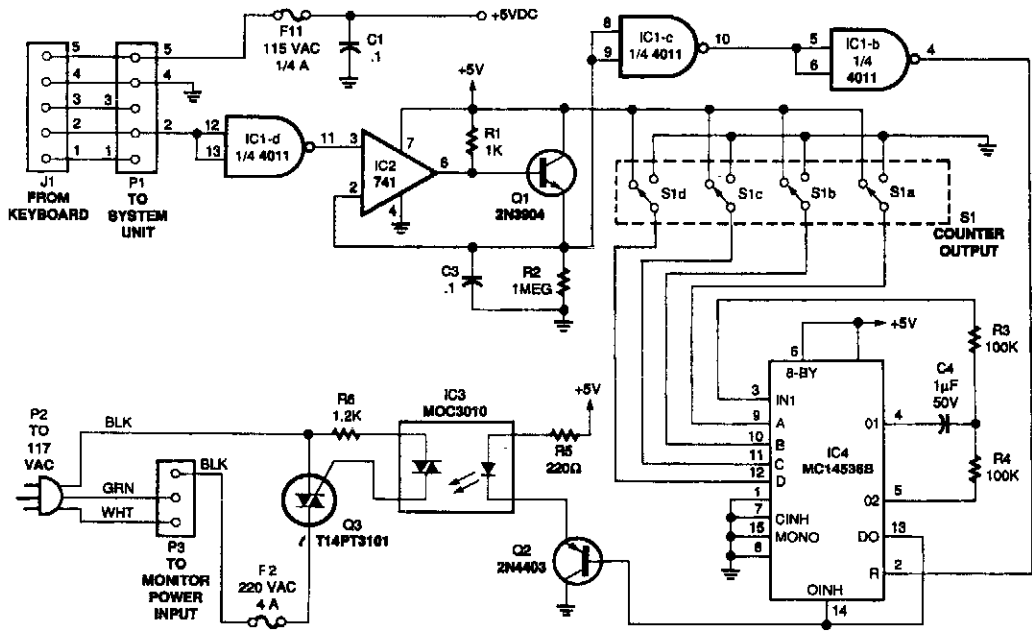 F11
115 VAC
1/4 A
C1
.1
+5VDC
5
4
3
2
1
5
4
3
2
1
J1
FROM
KEYBOARD
P1
TO
SYSTEM
UNIT
12
13
IC1-d
1/4 4011
11
3
2
IC2
741
7
4
6
+5V
R1
1K
Q1
2N3904
C3
.1
R2
1MEG
8
9
IC1-c
1/4 4011
10
5
6
IC1-b
1/4
4011
4
S1d
S1c
S1b
S1a
S1
COUNTER
OUTPUT
+5V
R3
100K
C4
1µF
50V
R4
100K
6
8-BY
3
IN1
9
A
10
B
11
C
12
D
1
7
CINH
15
MONO
8
IC4
MC14536B
4
01
5
02
13
DO
2
R
OINH
14
P2
TO
117
VAC
BLK
GRN
WHT
BLK
P3
TO
MONITOR
POWER
INPUT
F2
220 VAC
4 A
R6
1.2K
Q3
T14PT3101
IC3
MOC3010
+5V
R5
220Ω
Q2
2N4403